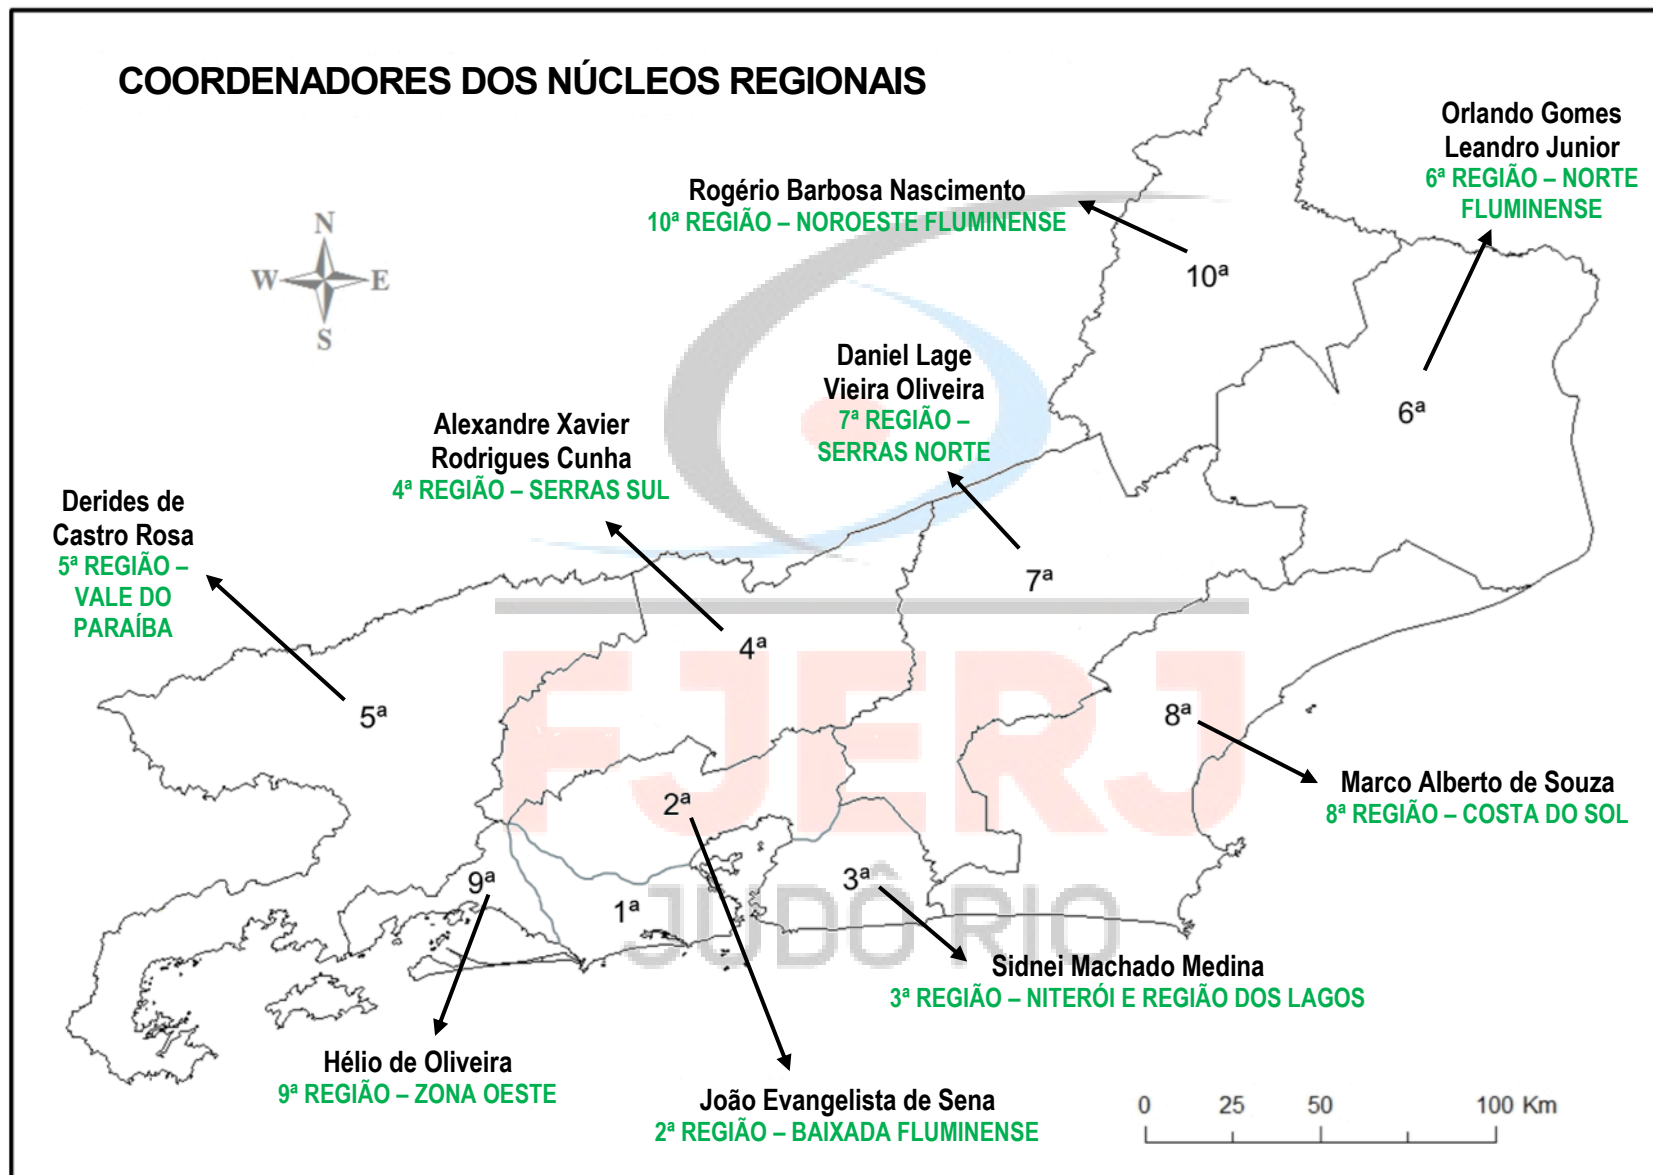 COORDENADORES DOS NÚCLEOS REGIONAIS
Orlando Gomes
Leandro Junior
6ª REGIÃO – NORTE
FLUMINENSE
Rogério Barbosa Nascimento
10ª REGIÃO – NOROESTE FLUMINENSE
N
W
E
S
10ª
Daniel Lage
Vieira Oliveira
7ª REGIÃO –
SERRAS NORTE
6ª
Alexandre Xavier
Rodrigues Cunha
4ª REGIÃO – SERRAS SUL
Derides de
Castro Rosa
5ª REGIÃO –
VALE DO
PARAÍBA
7ª
4ª
5ª
8ª
FJERJ
JUDÔ RIO
Marco Alberto de Souza
8ª REGIÃO – COSTA DO SOL
2ª
9ª
3ª
1ª
Sidnei Machado Medina
3ª REGIÃO – NITERÓI E REGIÃO DOS LAGOS
Hélio de Oliveira
9ª REGIÃO – ZONA OESTE
João Evangelista de Sena
2ª REGIÃO – BAIXADA FLUMINENSE
0 25 50 100 Km